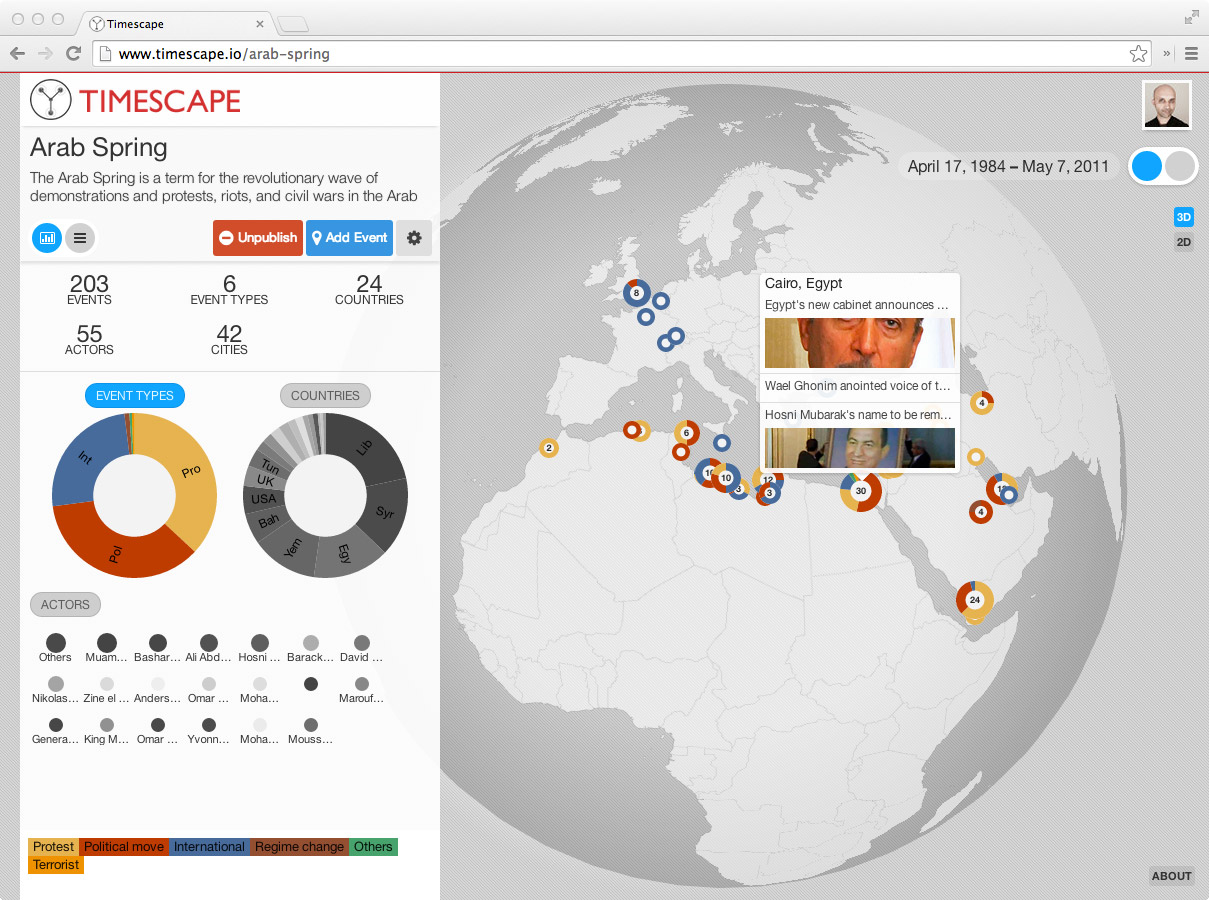 Timescape
www.timescape.io/arab-spring
TIMESCAPE
Arab Spring
The Arab Spring is a term for the revolutionary wave of
demonstrations and protests, riots, and civil wars in the Arab
Unpublish
Add Event
203
EVENTS
6
EVENT TYPES
24
COUNTRIES
55
ACTORS
42
CITIES
EVENT TYPES
COUNTRIES
Pro
Pol
Int
Lib
Syr
Egy
Yem
Bah
USA
UK
Tun
ACTORS
Others
Muam…
Bashar…
Ali Abd…
Hosni …
Barack…
David …
Nikolas…
Zine el …
Anders…
Omar …
Moha…
Marouf…
Genera…
King M…
Omar …
Yvonn…
Moha…
Mouss…
Protest
Political move
International
Regime change
Others
Terrorist
April 17, 1984 – May 7, 2011
3D
2D
Cairo, Egypt
Egypt's new cabinet announces …
Wael Ghonim anointed voice of t…
Hosni Mubarak's name to be rem…
8
2
6
10
3
12
3
30
4
4
24
ABOUT